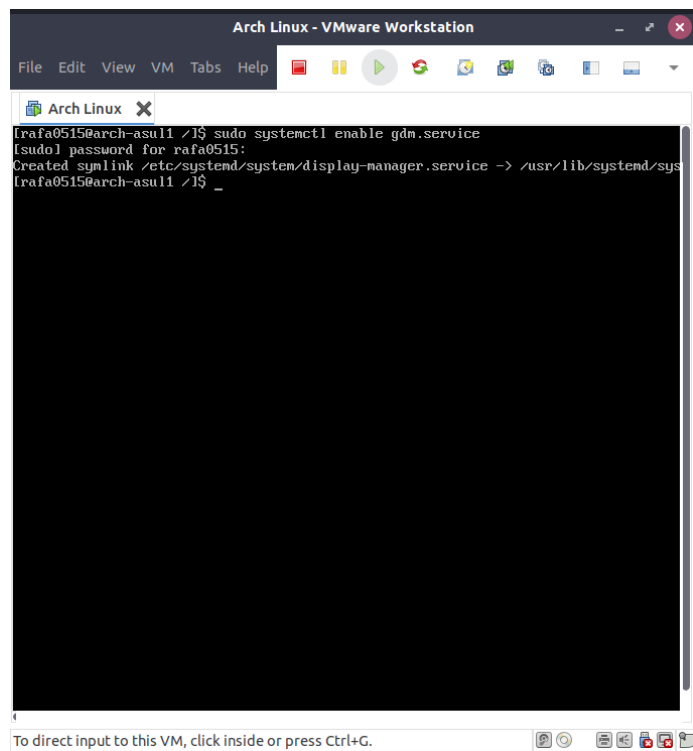 Arch Linux - VMware Workstation
File Edit View VM Tabs Help
Arch Linux
[rafa0515@arch-asul1 /]$ sudo systemctl enable gdm.service
[sudo] password for rafa0515:
Created symlink /etc/systemd/system/display-manager.service -> /usr/lib/systemd/sys
[rafa0515@arch-asul1 /]$ _
To direct input to this VM, click inside or press Ctrl+G.